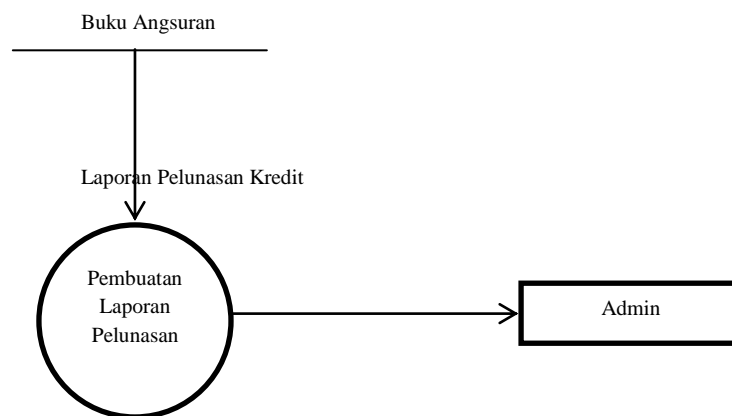 Buku Angsuran
Laporan Pelunasan Kredit
Pembuatan
Laporan
Pelunasan
Admin